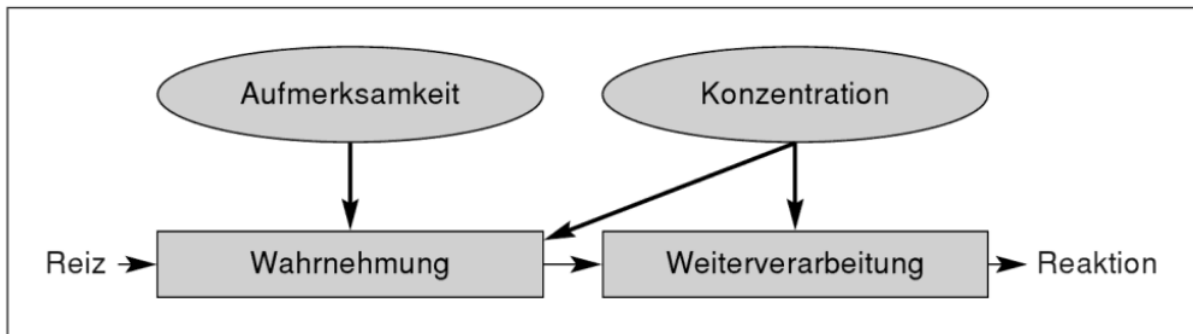 Aufmerksamkeit
Konzentration
Reiz
Wahrnehmung
Weiterverarbeitung
Reaktion